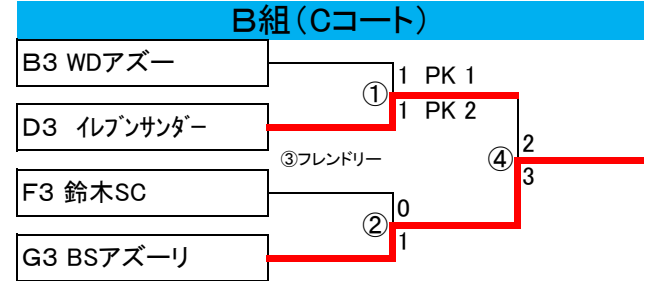 B組（Cコート）
B3 WDアズー
1 PK 1
①
1 PK 2
D3 ｲﾚﾌﾞﾝｻﾝﾀﾞｰ
2
③フレンドリー
④
3
F3 鈴木SC
0
②
1
G3 BSアズーリ